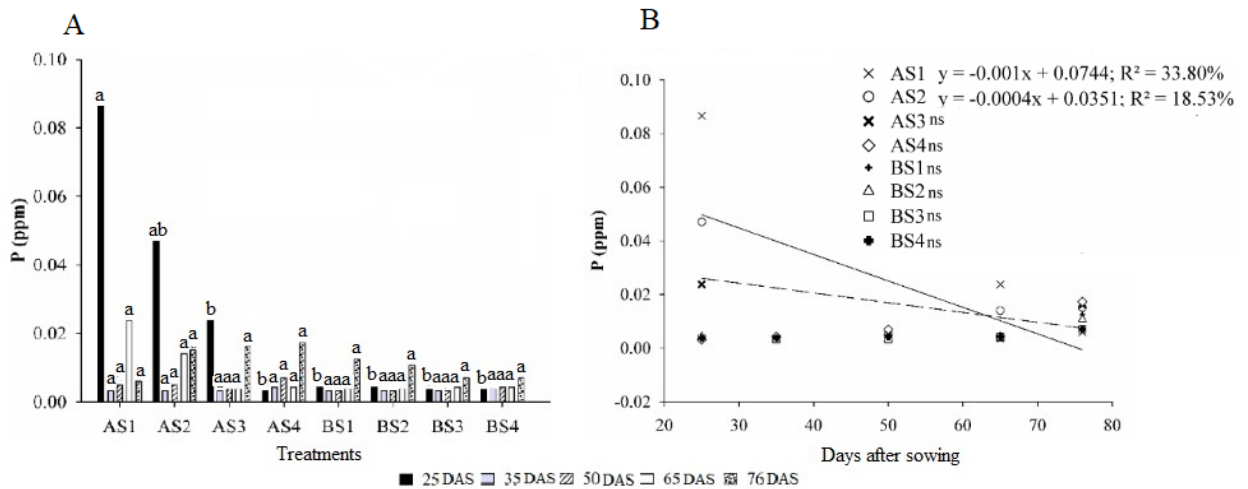 A
B
0.10
0.08
0.06
0.04
0.02
0.00
P (ppm)
a
ab
a
b
a
a
a
a
a
a
a
a a a
a
b
a
a
a
a
b
a a a
a
b
a a a
a
b
a a a
a
b
a a a
a
AS1 AS2 AS3 AS4 BS1 BS2 BS3 BS4
Treatments
0.10
0.08
0.06
0.04
0.02
0.00
-0.02
P (ppm)
AS1 y = -0.001x + 0.0744; R² = 33.80%
AS2 y = -0.0004x + 0.0351; R² = 18.53%
AS3 ns
AS4 ns
BS1 ns
BS2 ns
BS3 ns
BS4 ns
20 30 40 50 60 70 80
Days after sowing
25 DAS 35 DAS 50 DAS 65 DAS 76 DAS